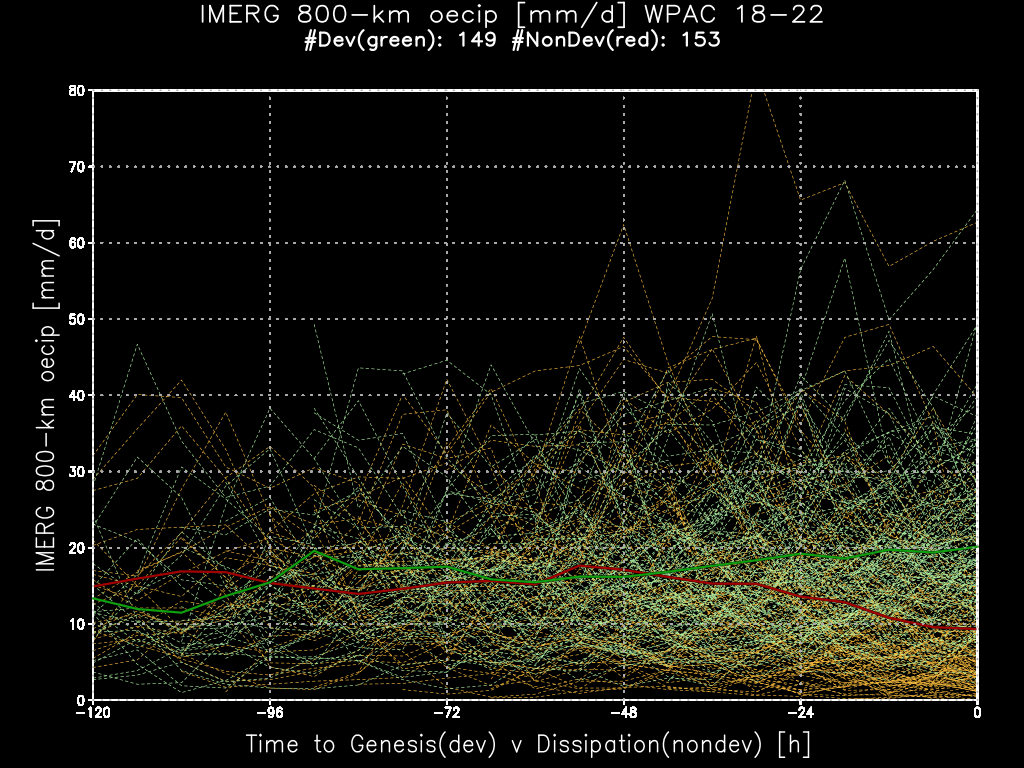 IMERG 800-km oecip [mm/d] WPAC 18-22
#Dev(green): 149 #NonDev(red): 153
IMERG 800-km oecip [mm/d]
80
70
60
50
40
30
20
10
0
-120 -96 -72 -48 -24 0
Time to Genesis(dev) v Dissipation(nondev) [h]